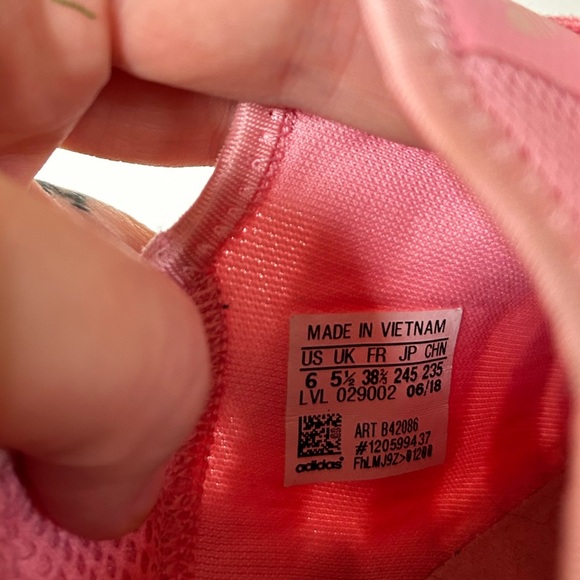 MADE IN VIETNAM
US UK FR JP CHN
6 5½ 38⅔ 245 235
LVL 029002 06/18
ART B42086
#120599437
FhLMJ9Z>01200
adidas